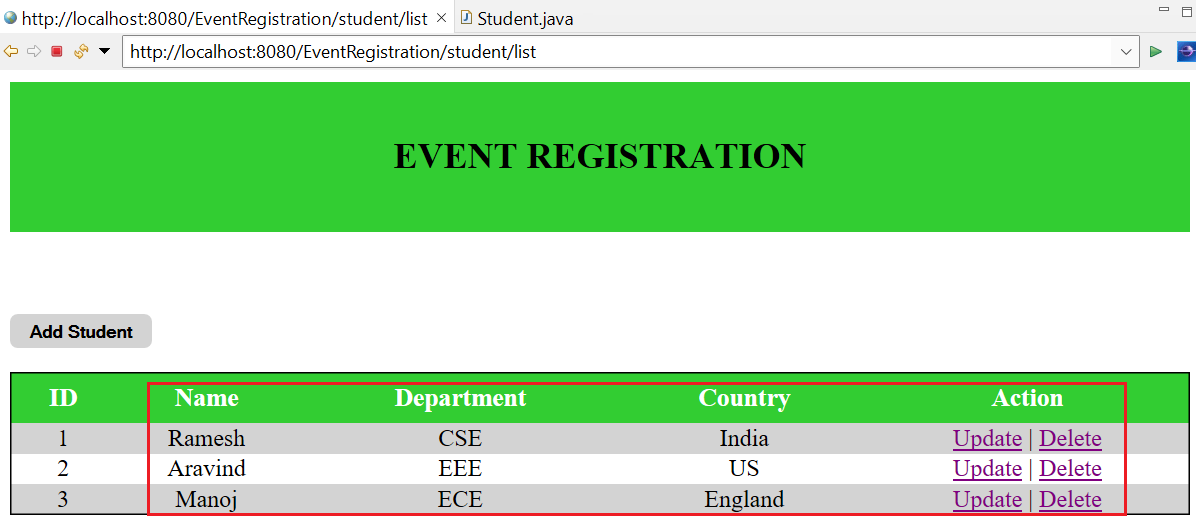 http://localhost:8080/EventRegistration/student/list Student.java
http://localhost:8080/EventRegistration/student/list
EVENT REGISTRATION
Add Student
ID Name Department Country Action
1 Ramesh CSE India Update | Delete
2 Aravind EEE US Update | Delete
3 Manoj ECE England Update | Delete